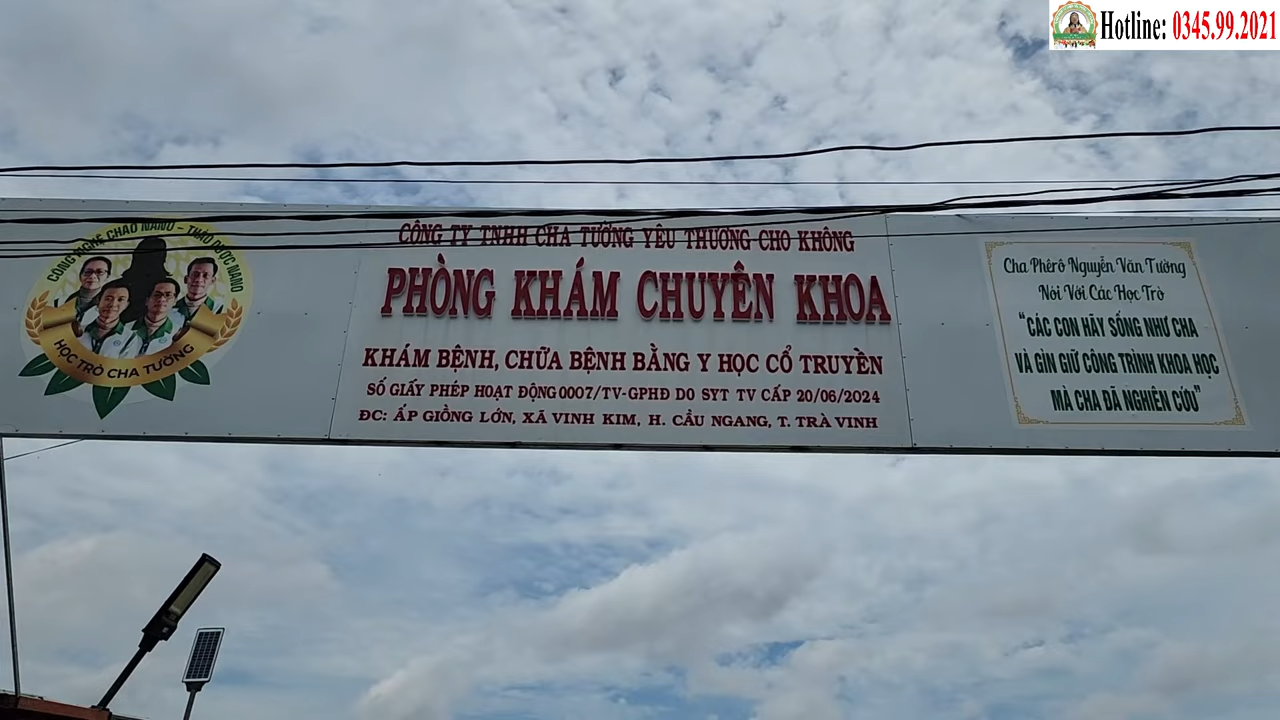 Hotline: 0345.99.2021
CÔNG NGHỆ CHAO NANO - THẢO DƯỢC NANO
HỌC TRÒ CHA TƯỜNG
CÔNG TY TNHH CHA TƯỜNG YÊU THƯƠNG CHO KHÔNG
PHÒNG KHÁM CHUYÊN KHOA
KHÁM BỆNH, CHỮA BỆNH BẰNG Y HỌC CỔ TRUYỀN
SỐ GIẤY PHÉP HOẠT ĐỘNG 0007/TV-GPHĐ DO SYT TV CẤP 20/06/2024
ĐC: ẤP GIỒNG LỚN, XÃ VINH KIM, H. CẦU NGANG, T. TRÀ VINH
Cha Phêrô Nguyễn Văn Tường
Nói Với Các Học Trò
"CÁC CON HÃY SỐNG NHƯ CHA
VÀ GÌN GIỮ CÔNG TRÌNH KHOA HỌC
MÀ CHA ĐÃ NGHIÊN CỨU"